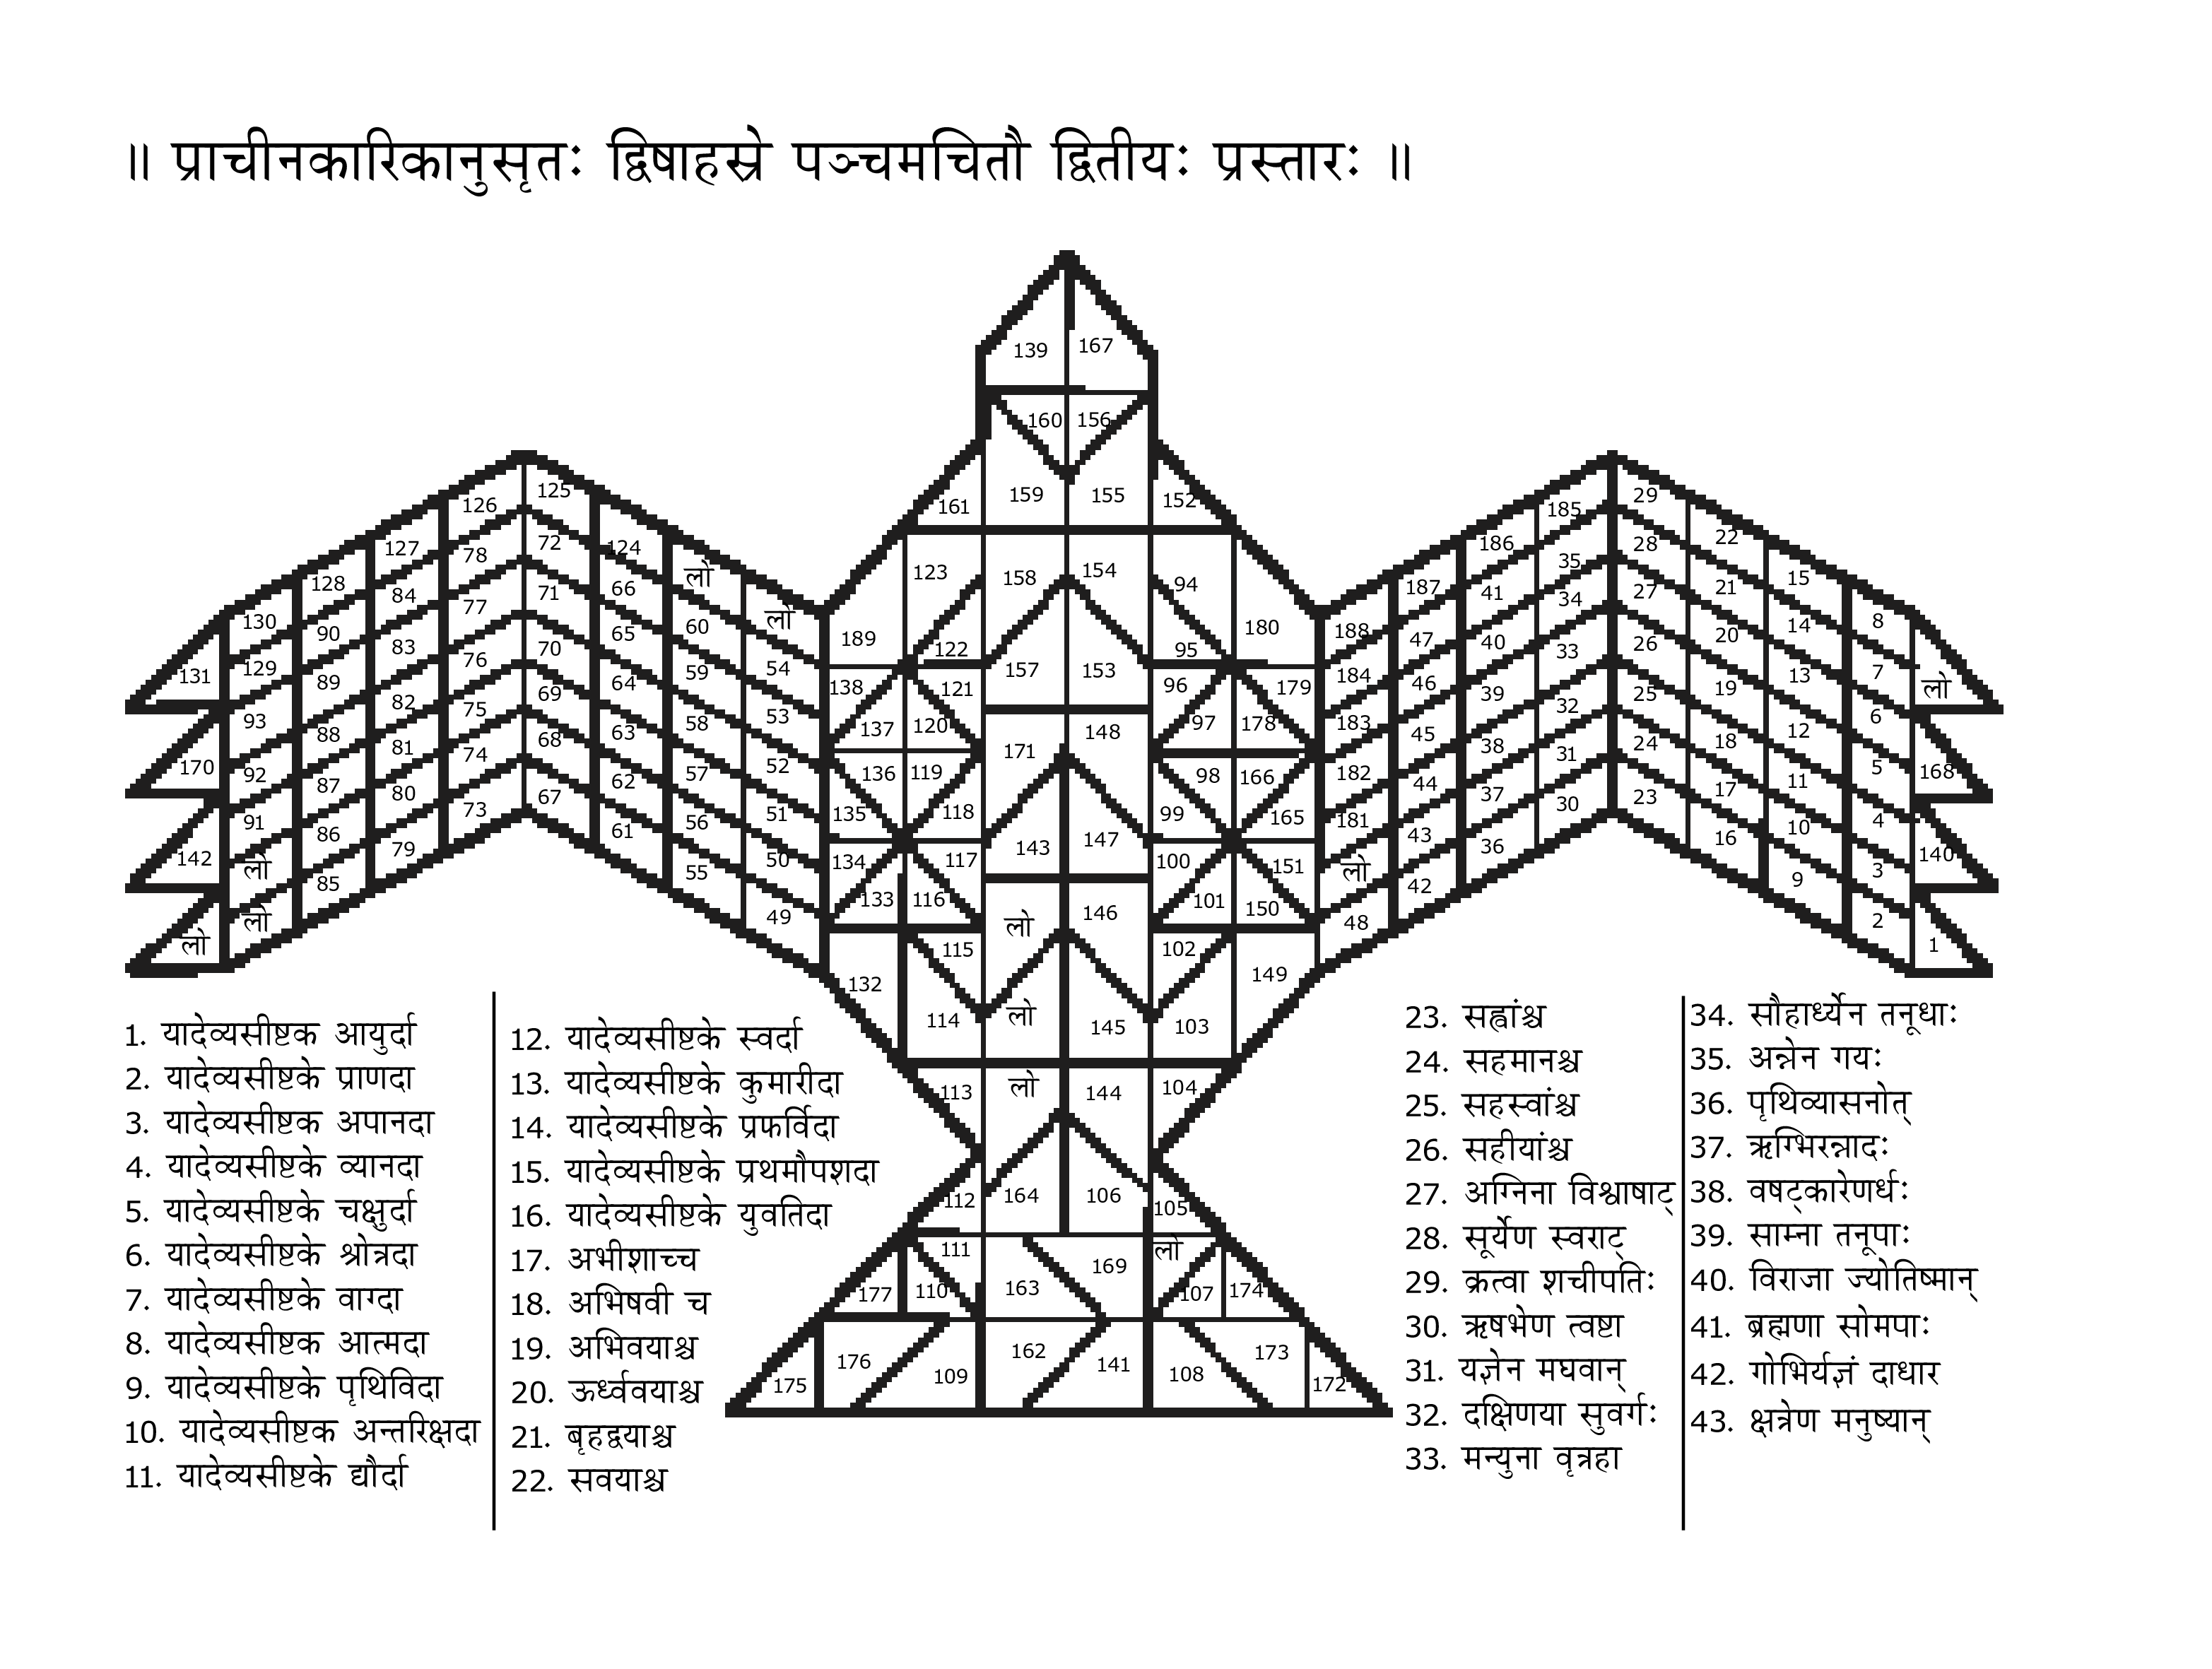 ॥ प्राचीनकारिकानुसृतः द्विषाहस्रे पञ्चमचितौ द्वितीयः प्रस्तारः ॥
139 167
160 156
125 29
126 159 155 152 185
161
72 124 127 22 28 186
78 123 158 154 35 15
लो 128 71 66 84 94 187 41 34 27 21
77 130 लो 60 122 180 188 8 14
90 83 70 65 189 95 47 40 33 26 20
131 129 89 76 59 54 157 153 184 7 13
138 121 96 179 46 39 25 19 लो
82 69 64 53 137 120 97 178 183 32 6
93 88 75 58 148 45 12
81 68 63 171 38 24 18
170 92 74 57 52 136 119 98 166 182 31 5 168
87 80 62 44 37 17 11
91 73 67 56 51 135 118 99 165 181 30 23 4
86 61 43 10
142 लो 79 50 134 143 147 117 100 151 लो 36 16 3 140
85 55 133 116 101 150 42 9
लो लो 49 लो 146 48 2
115 102 1
132 149
114 लो 145 103
113 लो 144 104
112 164 106 105
111 169 लो
177 110 163 107 174
176 162 141 173
175 109 108 172
1. यादेव्यसीष्टक आयुर्दा
2. यादेव्यसीष्टके प्राणदा
3. यादेव्यसीष्टक अपानदा
4. यादेव्यसीष्टके व्यानदा
5. यादेव्यसीष्टके चक्षुर्दा
6. यादेव्यसीष्टके श्रोत्रदा
7. यादेव्यसीष्टके वाग्दा
8. यादेव्यसीष्टक आत्मदा
9. यादेव्यसीष्टके पृथिविदा
10. यादेव्यसीष्टक अन्तरिक्षदा
11. यादेव्यसीष्टके द्यौर्दा
12. यादेव्यसीष्टके स्वर्दा
13. यादेव्यसीष्टके कुमारीदा
14. यादेव्यसीष्टके प्रफर्विदा
15. यादेव्यसीष्टके प्रथमौपशदा
16. यादेव्यसीष्टके युवतिदा
17. अभीशाच्च
18. अभिषवी च
19. अभिवयाश्च
20. ऊर्ध्ववयाश्च
21. बृहद्वयाश्च
22. सवयाश्च
23. सह्वांश्च
24. सहमानश्च
25. सहस्वांश्च
26. सहीयांश्च
27. अग्निना विश्वाषाट्
28. सूर्येण स्वराट्
29. क्रत्वा शचीपतिः
30. ऋषभेण त्वष्टा
31. यज्ञेन मघवान्
32. दक्षिणया सुवर्गः
33. मन्युना वृत्रहा
34. सौहार्ध्येन तनूधाः
35. अन्नेन गयः
36. पृथिव्यासनोत्
37. ऋग्भिरन्नादः
38. वषट्कारेणर्धः
39. साम्ना तनूपाः
40. विराजा ज्योतिष्मान्
41. ब्रह्मणा सोमपाः
42. गोभिर्यज्ञं दाधार
43. क्षत्रेण मनुष्यान्